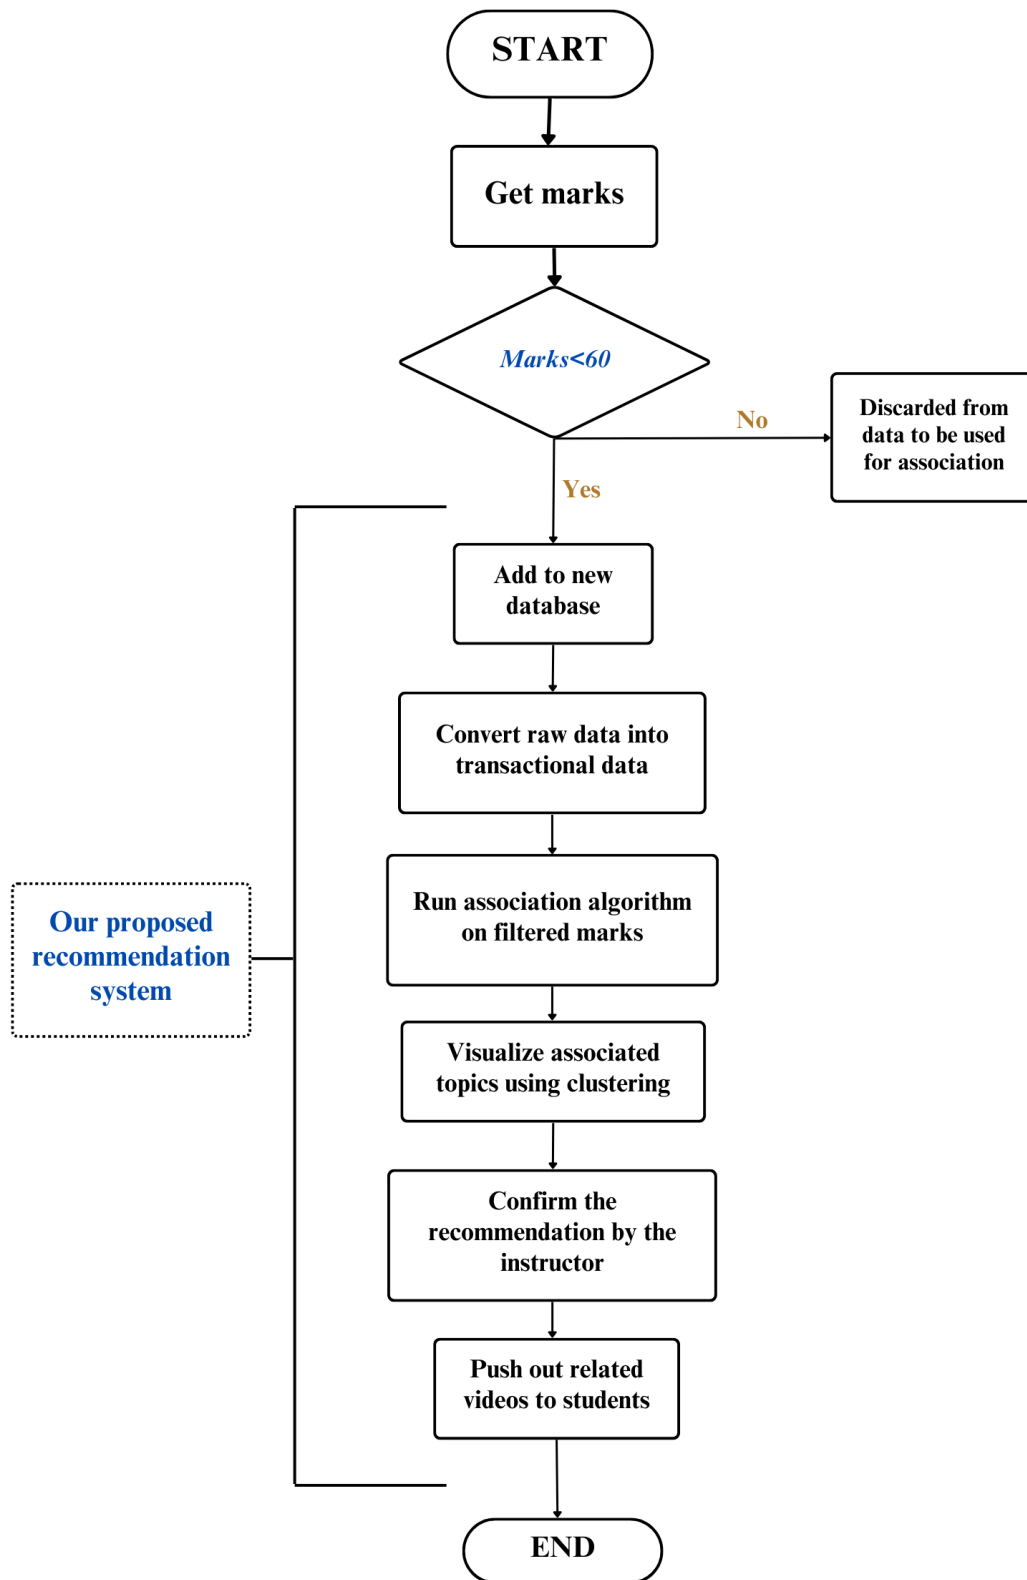 START
Get marks
Marks<60
No
Discarded from
data to be used
for association
Yes
Add to new
database
Convert raw data into
transactional data
Run association algorithm
on filtered marks
Our proposed
recommendation
system
Visualize associated
topics using clustering
Confirm the
recommendation by the
instructor
Push out related
videos to students
END